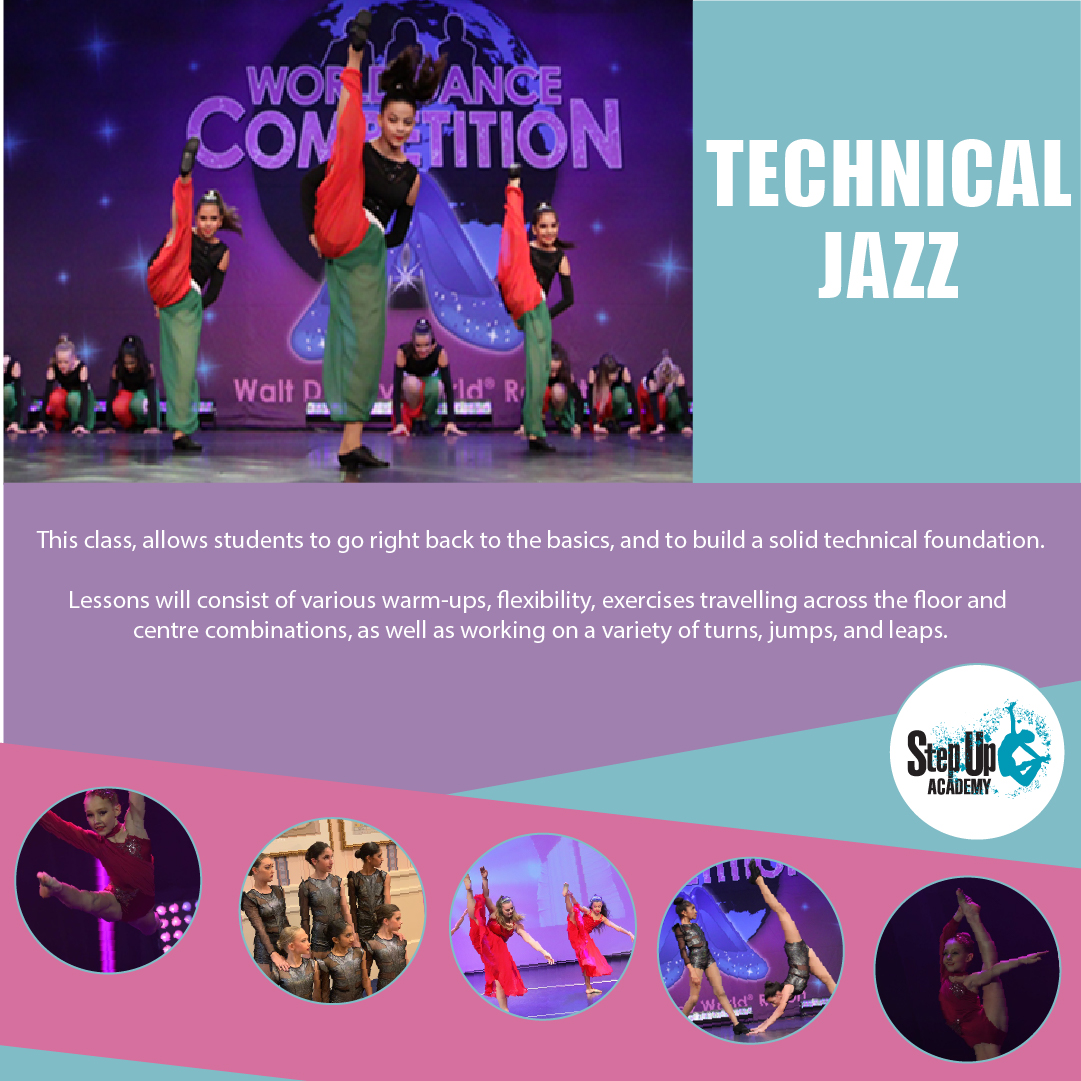 WORLD DANCE
COMPETITION
Walt World® R
TECHNICAL
JAZZ
This class, allows students to go right back to the basics, and to build a solid technical foundation.
Lessons will consist of various warm-ups, flexibility, exercises travelling across the floor and
centre combinations, as well as working on a variety of turns, jumps, and leaps.
Step Up
ACADEMY
World®